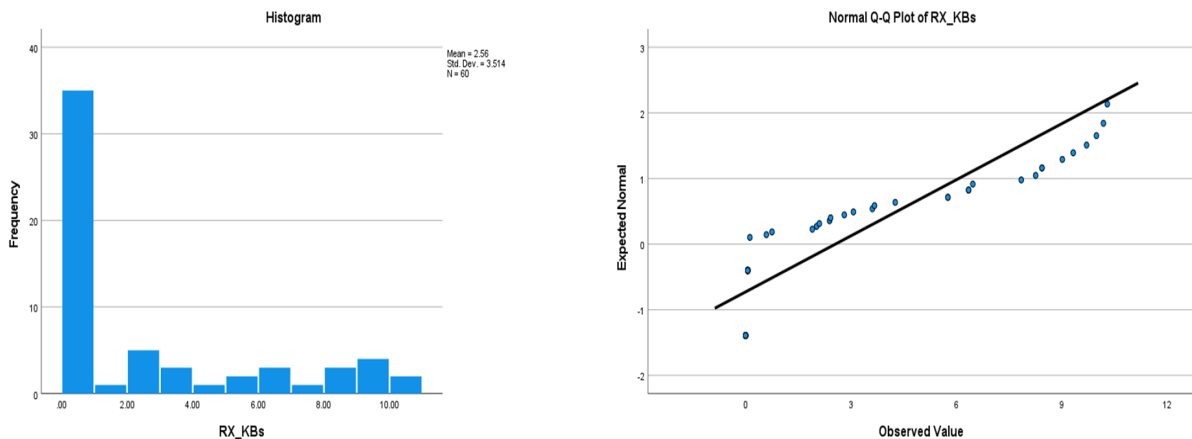 Histogram
Mean = 2.56
Std. Dev. = 3.514
N = 60
40
30
20
10
0
Frequency
.00 2.00 4.00 6.00 8.00 10.00
RX_KBs
Normal Q-Q Plot of RX_KBs
3
2
1
0
-1
-2
Expected Normal
0 3 6 9 12
Observed Value